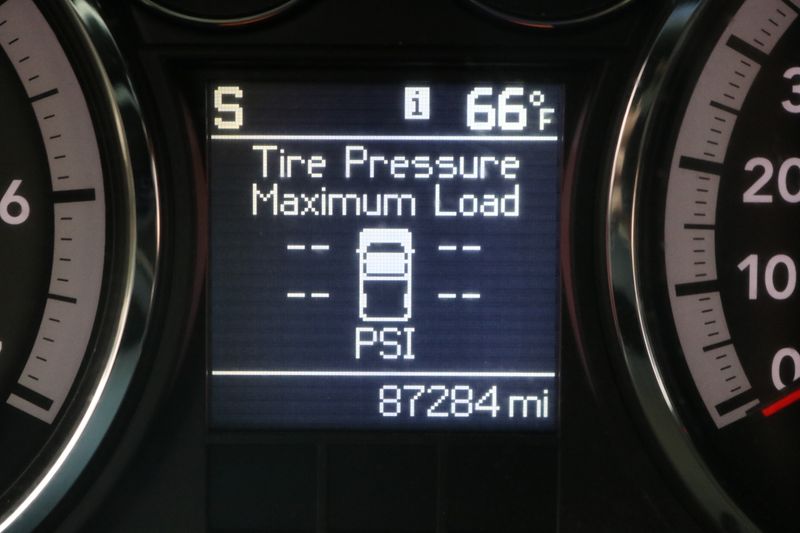 S i 66°F
Tire Pressure
Maximum Load
-- --
-- --
PSI
87284 mi
6
20
10
0